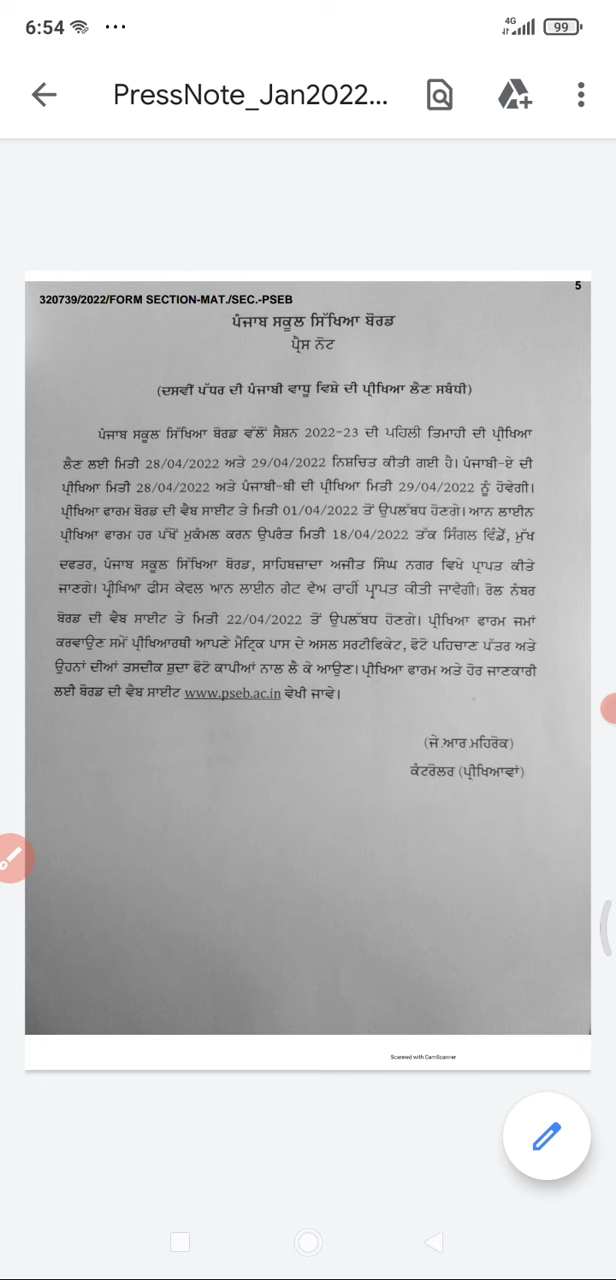 6:54 ... 4G 99
PressNote_Jan2022...
5
320739/2022/FORM SECTION-MAT./SEC.-PSEB
ਪੰਜਾਬ ਸਕੂਲ ਸਿੱਖਿਆ ਬੋਰਡ
ਪ੍ਰੈਸ ਨੋਟ
(ਦਸਵੀਂ ਪੱਧਰ ਦੀ ਪੰਜਾਬੀ ਵਾਧੂ ਵਿਸ਼ੇ ਦੀ ਪ੍ਰੀਖਿਆ ਲੈਣ ਸਬੰਧੀ)
ਪੰਜਾਬ ਸਕੂਲ ਸਿੱਖਿਆ ਬੋਰਡ ਵੱਲੋਂ ਸੈਸ਼ਨ 2022-23 ਦੀ ਪਹਿਲੀ ਤਿਮਾਹੀ ਦੀ ਪ੍ਰੀਖਿਆ
ਲੈਣ ਲਈ ਮਿਤੀ 28/04/2022 ਅਤੇ 29/04/2022 ਨਿਸ਼ਚਿਤ ਕੀਤੀ ਗਈ ਹੈ। ਪੰਜਾਬੀ-ਏ ਦੀ
ਪ੍ਰੀਖਿਆ ਮਿਤੀ 28/04/2022 ਅਤੇ ਪੰਜਾਬੀ-ਬੀ ਦੀ ਪ੍ਰੀਖਿਆ ਮਿਤੀ 29/04/2022 ਨੂੰ ਹੋਵੇਗੀ।
ਪ੍ਰੀਖਿਆ ਫਾਰਮ ਬੋਰਡ ਦੀ ਵੈਬ ਸਾਈਟ ਤੇ ਮਿਤੀ 01/04/2022 ਤੋਂ ਉਪਲੱਬਧ ਹੋਣਗੇ। ਆਨ ਲਾਈਨ
ਪ੍ਰੀਖਿਆ ਫਾਰਮ ਹਰ ਪੱਖੋਂ ਮੁਕੰਮਲ ਕਰਨ ਉਪਰੰਤ ਮਿਤੀ 18/04/2022 ਤੱਕ ਸਿੰਗਲ ਵਿੰਡੋਂ, ਮੁੱਖ
ਦਫਤਰ, ਪੰਜਾਬ ਸਕੂਲ ਸਿੱਖਿਆ ਬੋਰਡ, ਸਾਹਿਬਜ਼ਾਦਾ ਅਜੀਤ ਸਿੰਘ ਨਗਰ ਵਿਖੇ ਪ੍ਰਾਪਤ ਕੀਤੇ
ਜਾਣਗੇ। ਪ੍ਰੀਖਿਆ ਫੀਸ ਕੇਵਲ ਆਨ ਲਾਈਨ ਗੇਟ ਵੇਅ ਰਾਹੀਂ ਪ੍ਰਾਪਤ ਕੀਤੀ ਜਾਵੇਗੀ। ਰੋਲ ਨੰਬਰ
ਬੋਰਡ ਦੀ ਵੈਬ ਸਾਈਟ ਤੇ ਮਿਤੀ 22/04/2022 ਤੋਂ ਉਪਲੱਬਧ ਹੋਣਗੇ। ਪ੍ਰੀਖਿਆ ਫਾਰਮ ਜਮਾਂ
ਕਰਵਾਉਣ ਸਮੇਂ ਪ੍ਰੀਖਿਆਰਥੀ ਆਪਣੇ ਮੈਟ੍ਰਿਕ ਪਾਸ ਦੇ ਅਸਲ ਸਰਟੀਫਿਕੇਟ, ਫੋਟੋ ਪਹਿਚਾਣ ਪੱਤਰ ਅਤੇ
ਉਹਨਾਂ ਦੀਆਂ ਤਸਦੀਕ ਸ਼ੁਦਾ ਫੋਟੋ ਕਾਪੀਆਂ ਨਾਲ ਲੈ ਕੇ ਆਉਣ। ਪ੍ਰੀਖਿਆ ਫਾਰਮ ਅਤੇ ਹੋਰ ਜਾਣਕਾਰੀ
ਲਈ ਬੋਰਡ ਦੀ ਵੈਬ ਸਾਈਟ www.pseb.ac.in ਵੇਖੀ ਜਾਵੇ।
(ਜੇ.ਆਰ.ਮਹਿਰੋਕ)
ਕੰਟਰੋਲਰ (ਪ੍ਰੀਖਿਆਵਾਂ)
Scanned with CamScanner